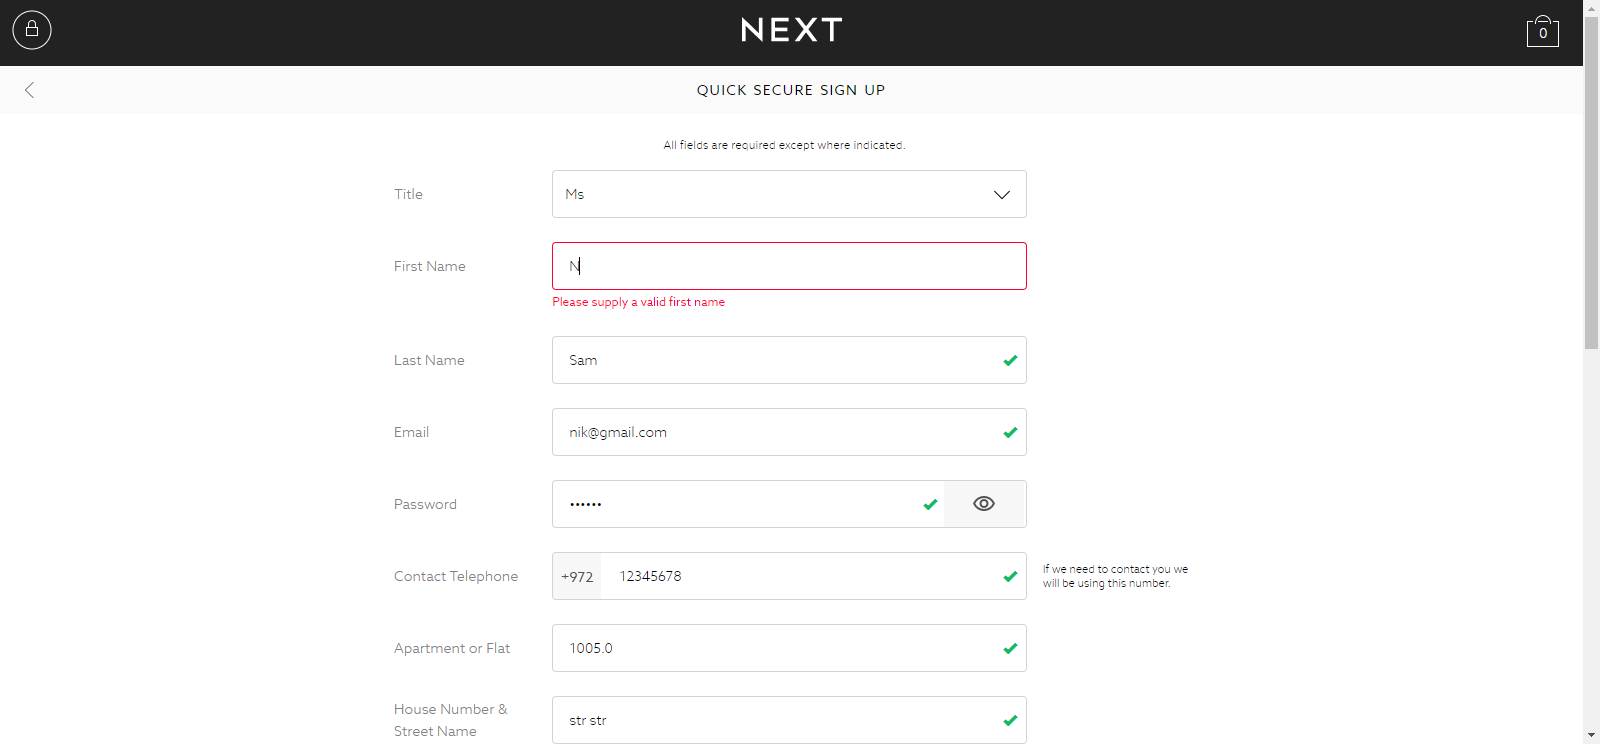 NEXT
0
QUICK SECURE SIGN UP
All fields are required except where indicated.
Title
Ms
First Name
N
Please supply a valid first name
Last Name
Sam
Email
nik@gmail.com
Password
••••••
Contact Telephone
+972
12345678
If we need to contact you we
will be using this number.
Apartment or Flat
1005.0
House Number &
Street Name
str str